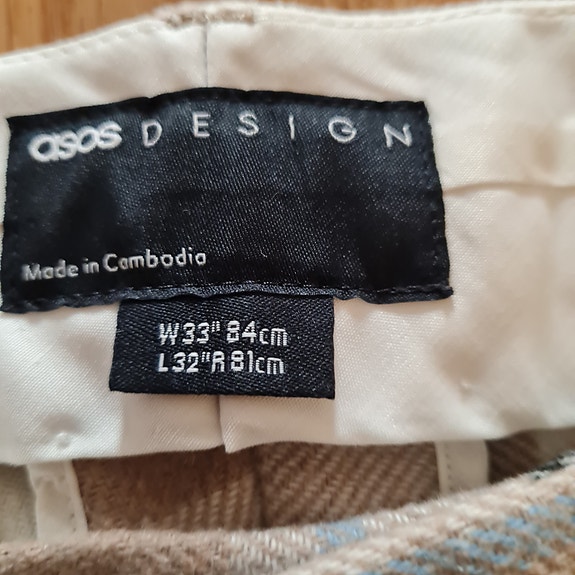 asos DESIGN
Made in Cambodia
W33" 84cm
L32"R 81cm